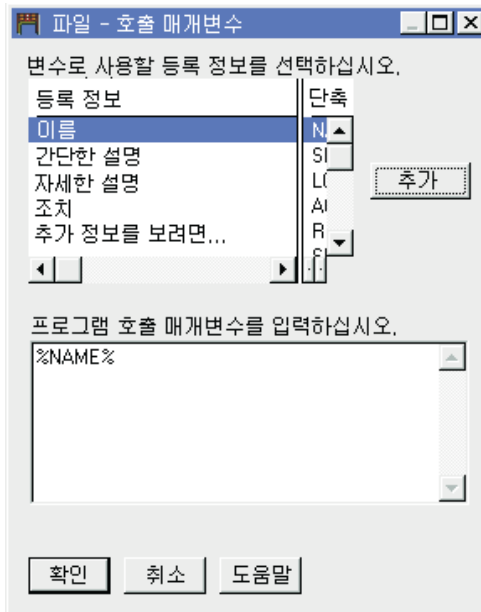 파일 - 호출 매개변수
변수로 사용할 등록 정보를 선택하십시오.
등록 정보 단축
이름
간단한 설명
자세한 설명
조치
추가 정보를 보려면...
추가
프로그램 호출 매개변수를 입력하십시오.
%NAME%
확인 취소 도움말